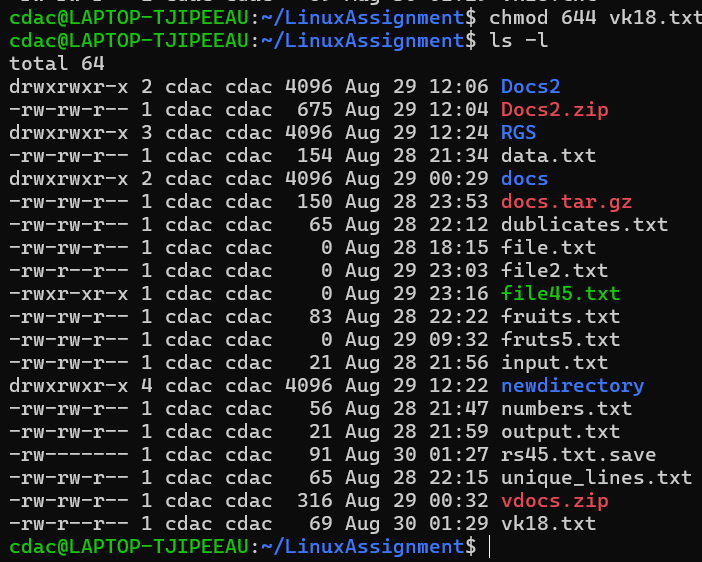 cdac@LAPTOP-TJIPEEAU:~/LinuxAssignment$ chmod 644 vk18.txt
cdac@LAPTOP-TJIPEEAU:~/LinuxAssignment$ ls -l
total 64
drwxrwxr-x 2 cdac cdac 4096 Aug 29 12:06 Docs2
-rw-rw-r-- 1 cdac cdac  675 Aug 29 12:04 Docs2.zip
drwxrwxr-x 3 cdac cdac 4096 Aug 29 12:24 RGS
-rw-rw-r-- 1 cdac cdac  154 Aug 28 21:34 data.txt
drwxrwxr-x 2 cdac cdac 4096 Aug 29 00:29 docs
-rw-rw-r-- 1 cdac cdac  150 Aug 28 23:53 docs.tar.gz
-rw-rw-r-- 1 cdac cdac   65 Aug 28 22:12 dublicates.txt
-rw-rw-r-- 1 cdac cdac    0 Aug 28 18:15 file.txt
-rw-r--r-- 1 cdac cdac    0 Aug 29 23:03 file2.txt
-rwxr-xr-x 1 cdac cdac    0 Aug 29 23:16 file45.txt
-rw-rw-r-- 1 cdac cdac   83 Aug 28 22:22 fruits.txt
-rw-rw-r-- 1 cdac cdac    0 Aug 29 09:32 fruts5.txt
-rw-rw-r-- 1 cdac cdac   21 Aug 28 21:56 input.txt
drwxrwxr-x 4 cdac cdac 4096 Aug 29 12:22 newdirectory
-rw-rw-r-- 1 cdac cdac   56 Aug 28 21:47 numbers.txt
-rw-rw-r-- 1 cdac cdac   21 Aug 28 21:59 output.txt
-rw------- 1 cdac cdac   91 Aug 30 01:27 rs45.txt.save
-rw-rw-r-- 1 cdac cdac   65 Aug 28 22:15 unique_lines.txt
-rw-rw-r-- 1 cdac cdac  316 Aug 29 00:32 vdocs.zip
-rw-r--r-- 1 cdac cdac   69 Aug 30 01:29 vk18.txt
cdac@LAPTOP-TJIPEEAU:~/LinuxAssignment$